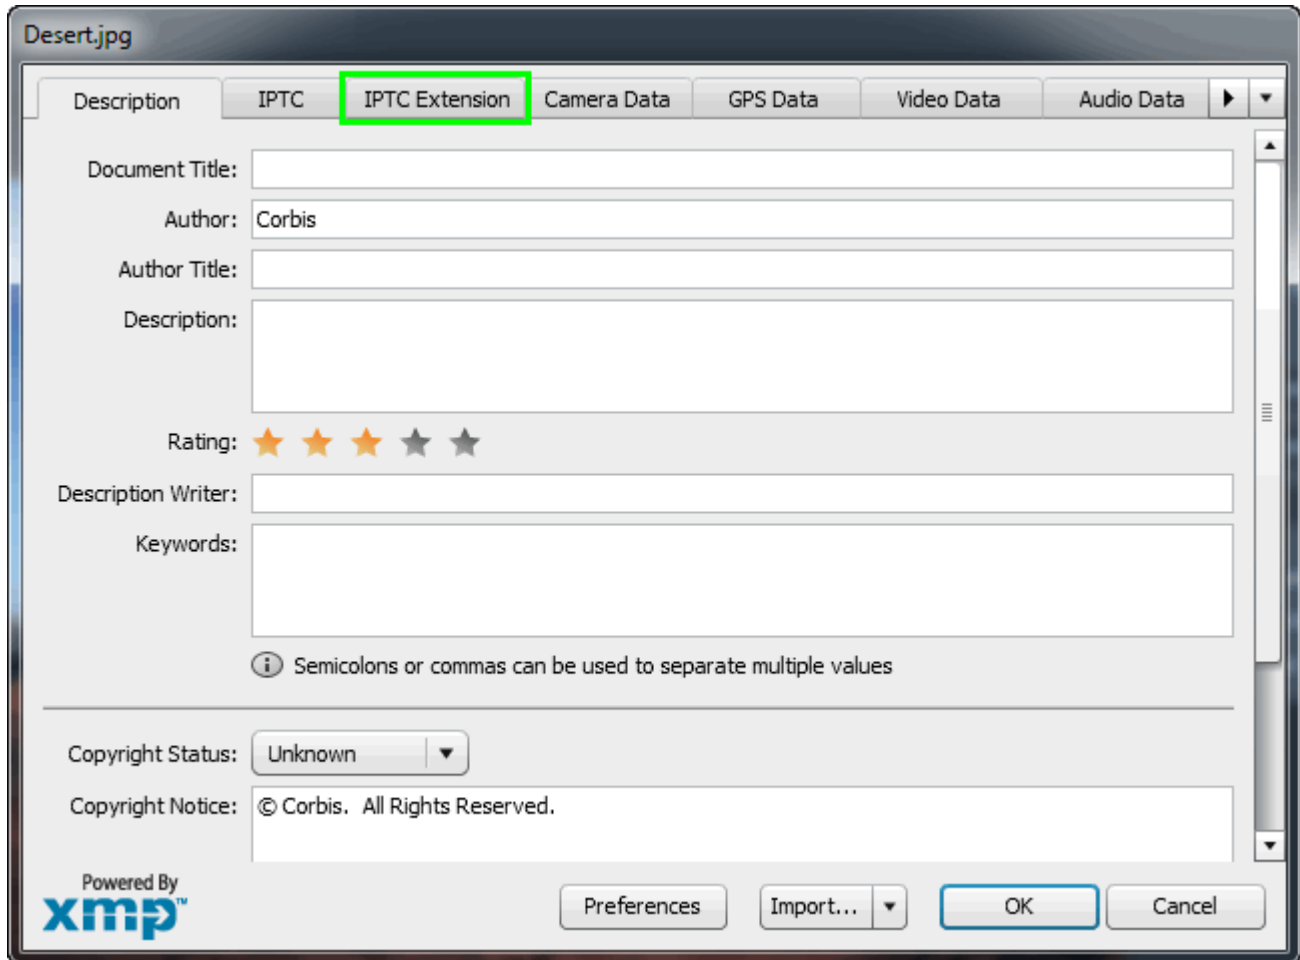 Desert.jpg
Description IPTC IPTC Extension Camera Data GPS Data Video Data Audio Data
Document Title:
Author: Corbis
Author Title:
Description:
Rating:
Description Writer:
Keywords:
Semicolons or commas can be used to separate multiple values
Copyright Status: Unknown
Copyright Notice: © Corbis.  All Rights Reserved.
Powered By
xmp™
Preferences Import... OK Cancel